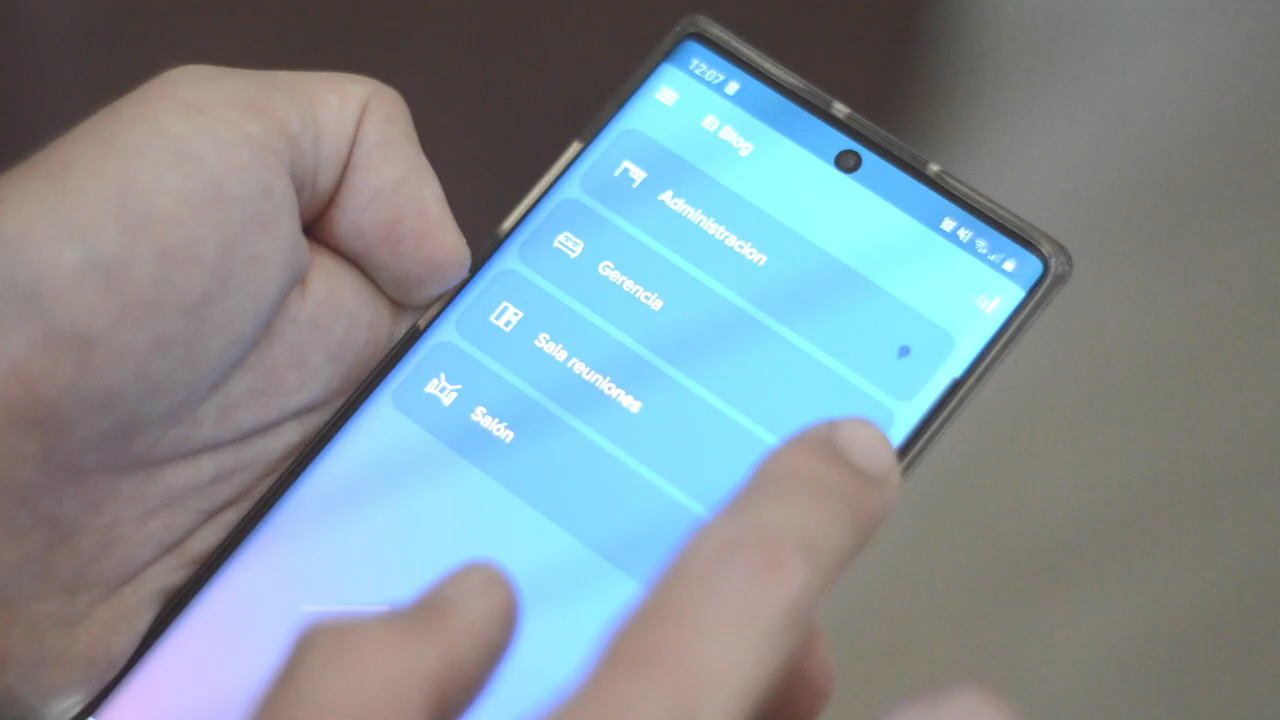 12:07
El Blog
Administracion
Gerencia
Sala reuniones
Salón